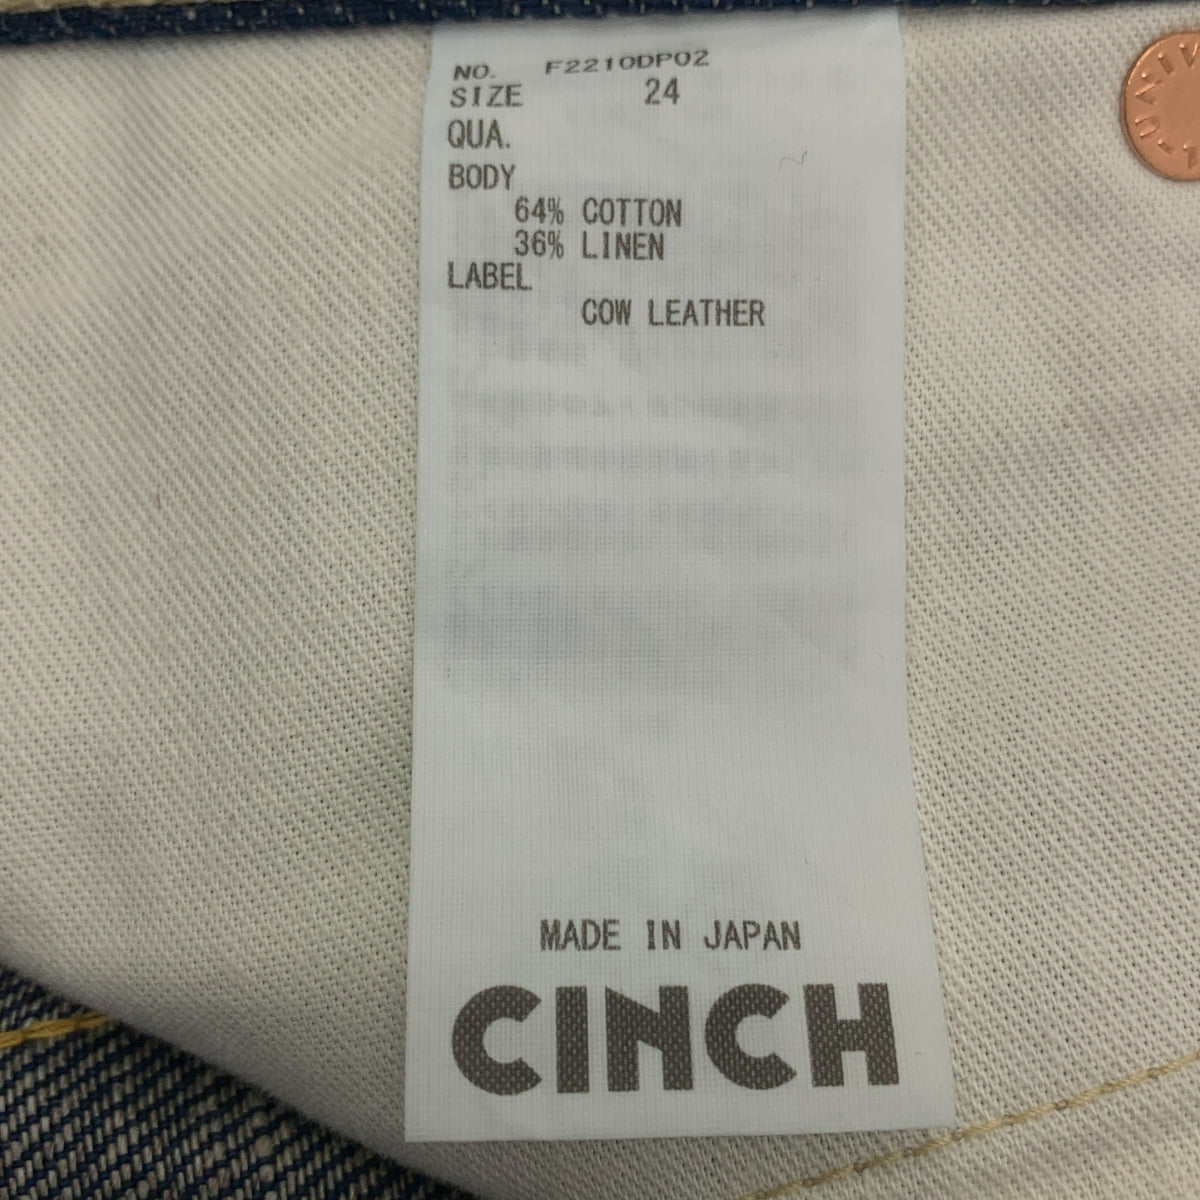 NO. F2210DP02
SIZE 24
QUA.
BODY
64% COTTON
36% LINEN
LABEL
COW LEATHER
MADE IN JAPAN
CINCH